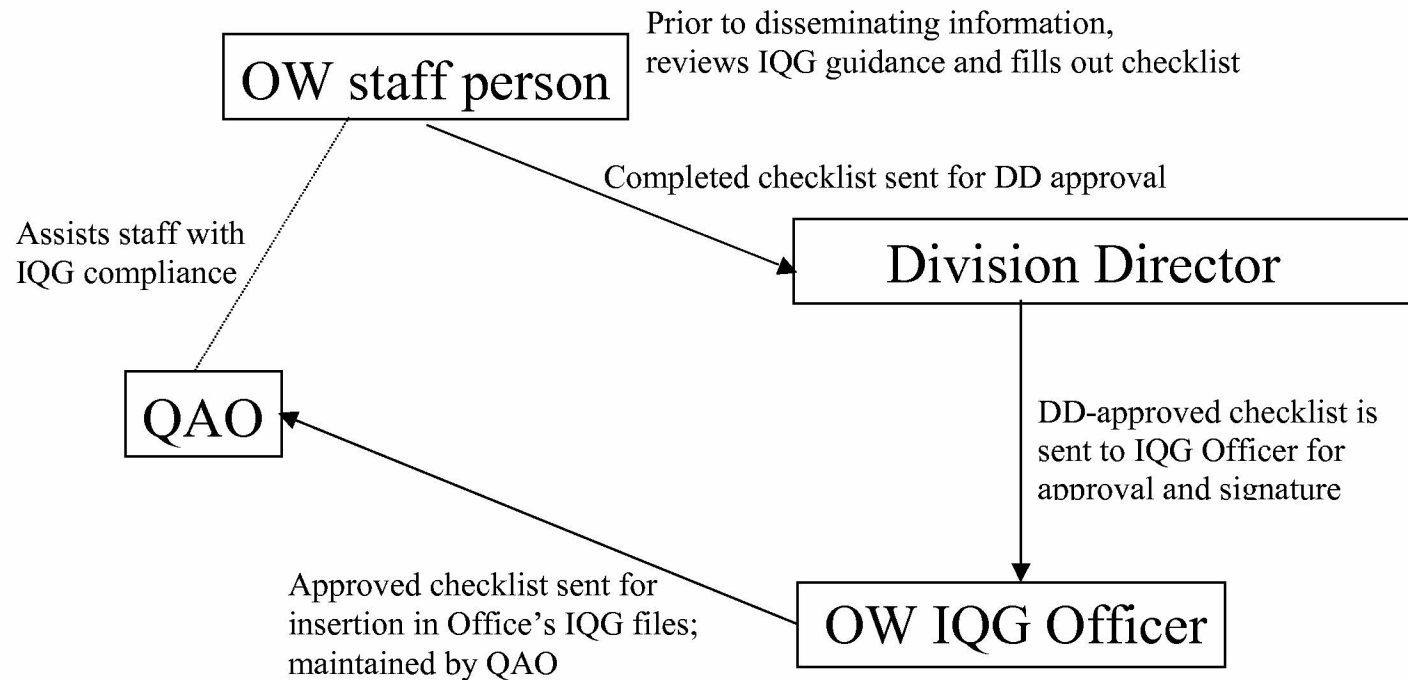 OW staff person
Prior to disseminating information,
reviews IQG guidance and fills out checklist
Completed checklist sent for DD approval
Assists staff with
IQG compliance
Division Director
QAO
DD-approved checklist is
sent to IQG Officer for
approval and signature
Approved checklist sent for
insertion in Office’s IQG files;
maintained by QAO
OW IQG Officer